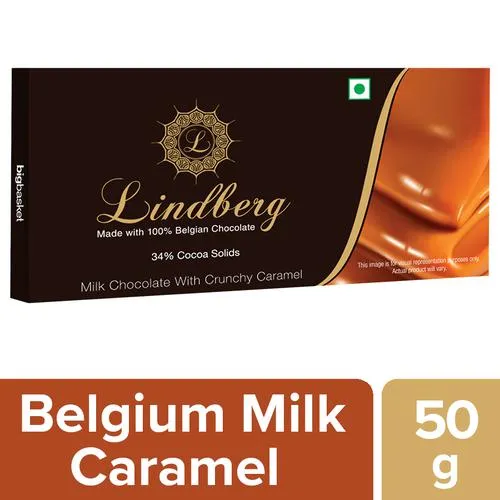 bigbasket
L
Lindberg
Made with 100% Belgian Chocolate
34% Cocoa Solids
Milk Chocolate With Crunchy Caramel
This image is for visual representation purposes only.
Actual product will vary.
Belgium Milk
Caramel
50
g